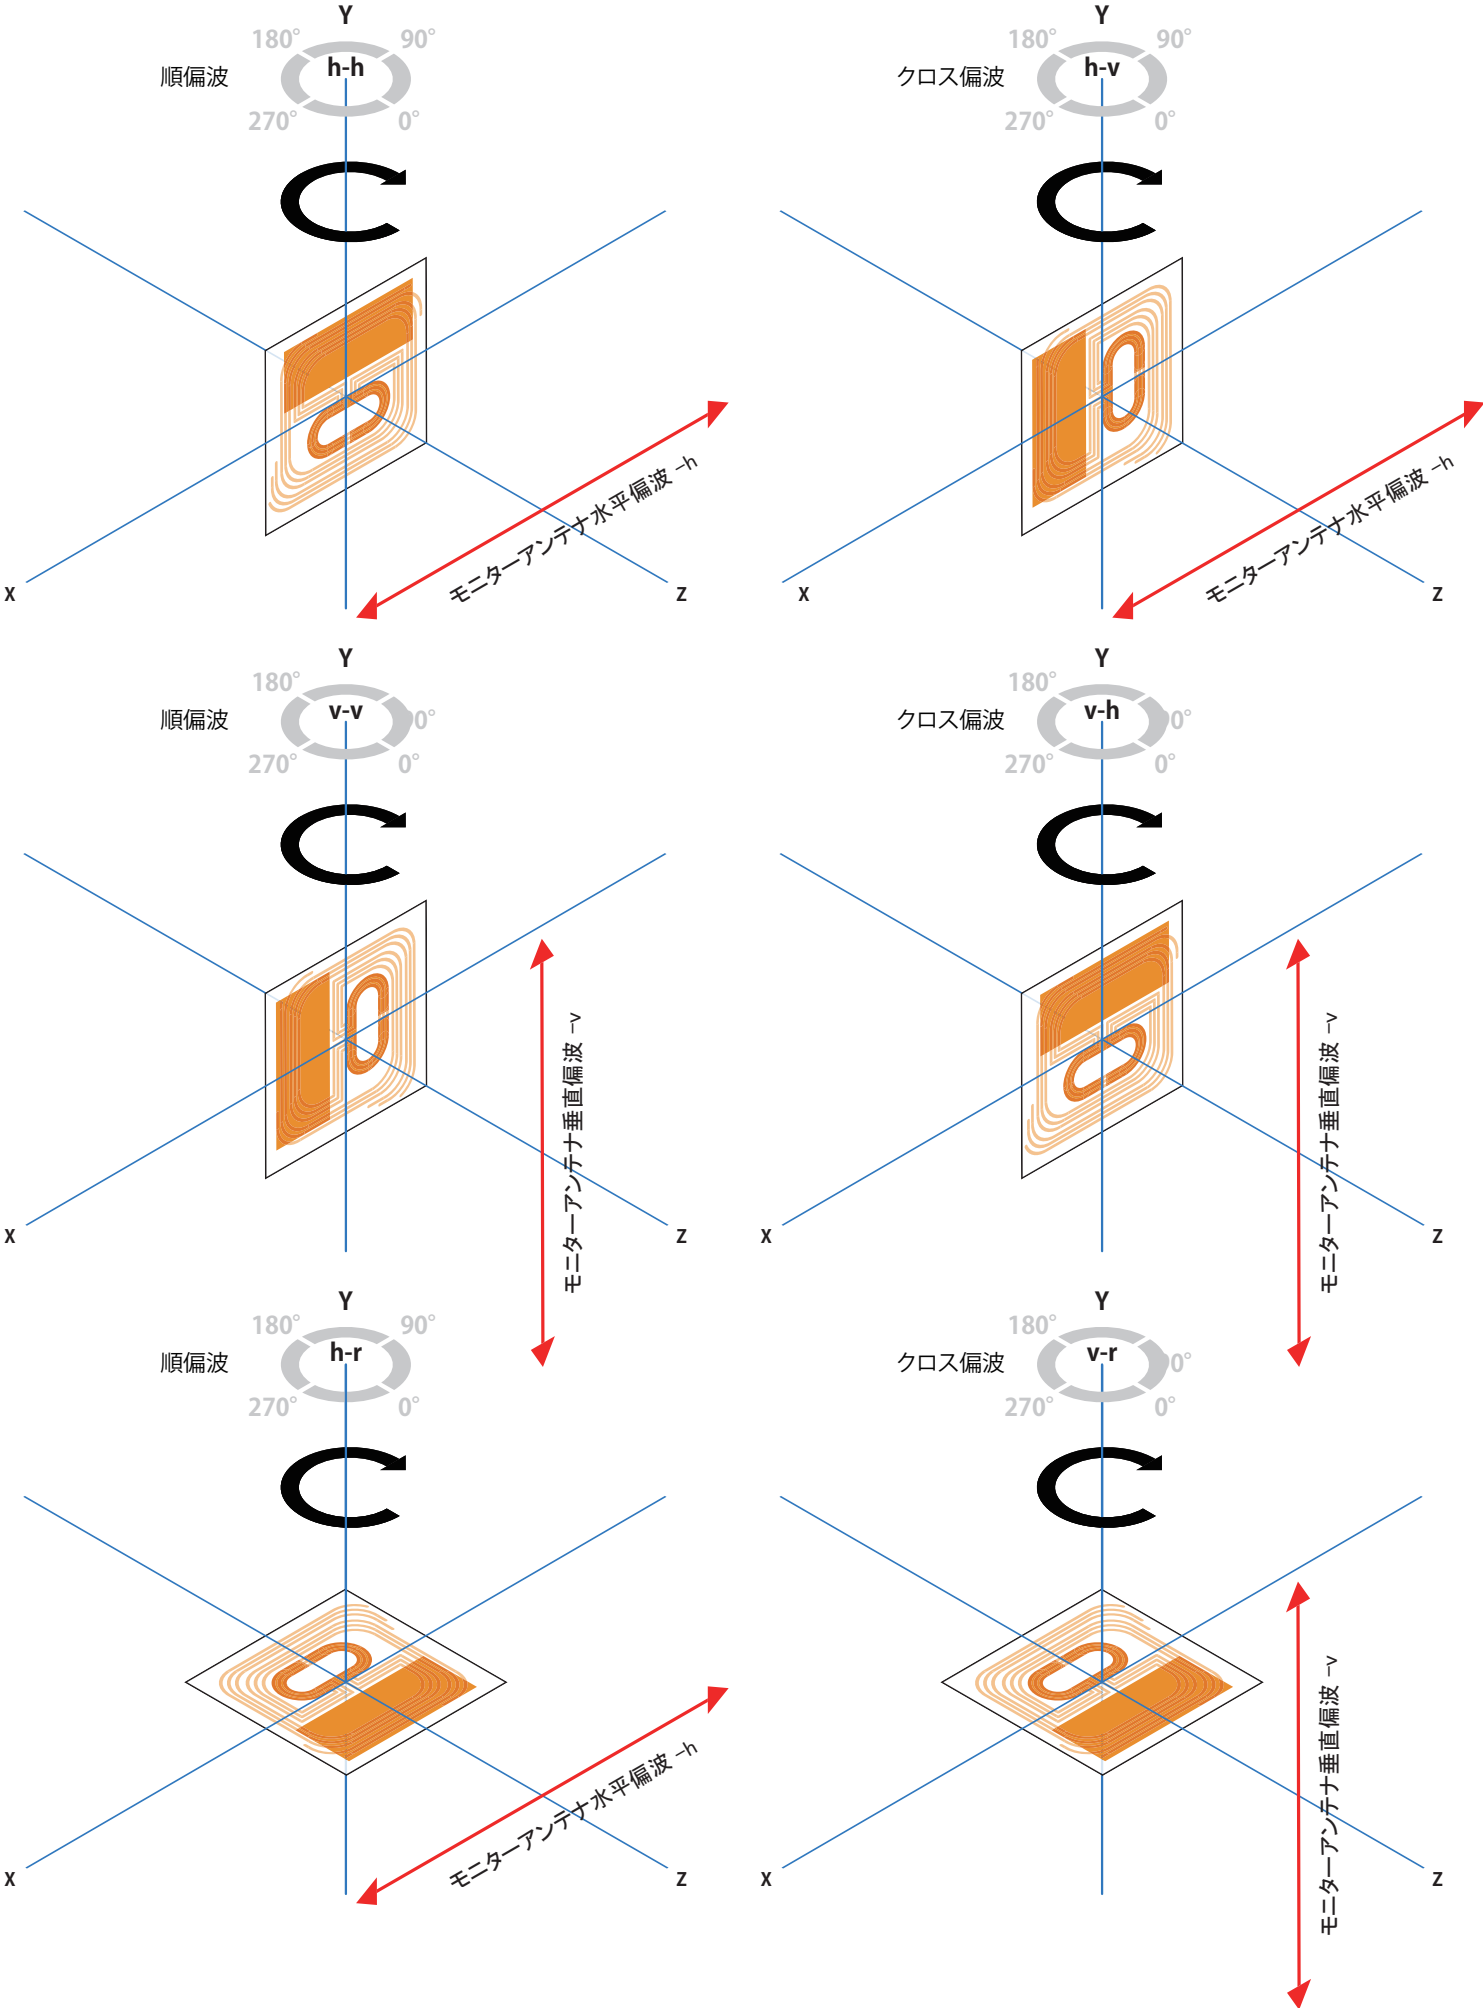 Y
180°
90°
順偏波
h-h
270°
0°
モニターアンテナ水平偏波 –h
X
Z
Y
180°
90°
クロス偏波
h-v
270°
0°
モニターアンテナ水平偏波 –h
X
Z
Y
180°
0°
順偏波
v-v
270°
0°
モニターアンテナ垂直偏波 –v
X
Z
Y
180°
0°
クロス偏波
v-h
270°
0°
モニターアンテナ垂直偏波 –v
X
Z
Y
180°
90°
順偏波
h-r
270°
0°
モニターアンテナ水平偏波 –h
X
Z
Y
180°
0°
クロス偏波
v-r
270°
0°
モニターアンテナ垂直偏波 –v
X
Z